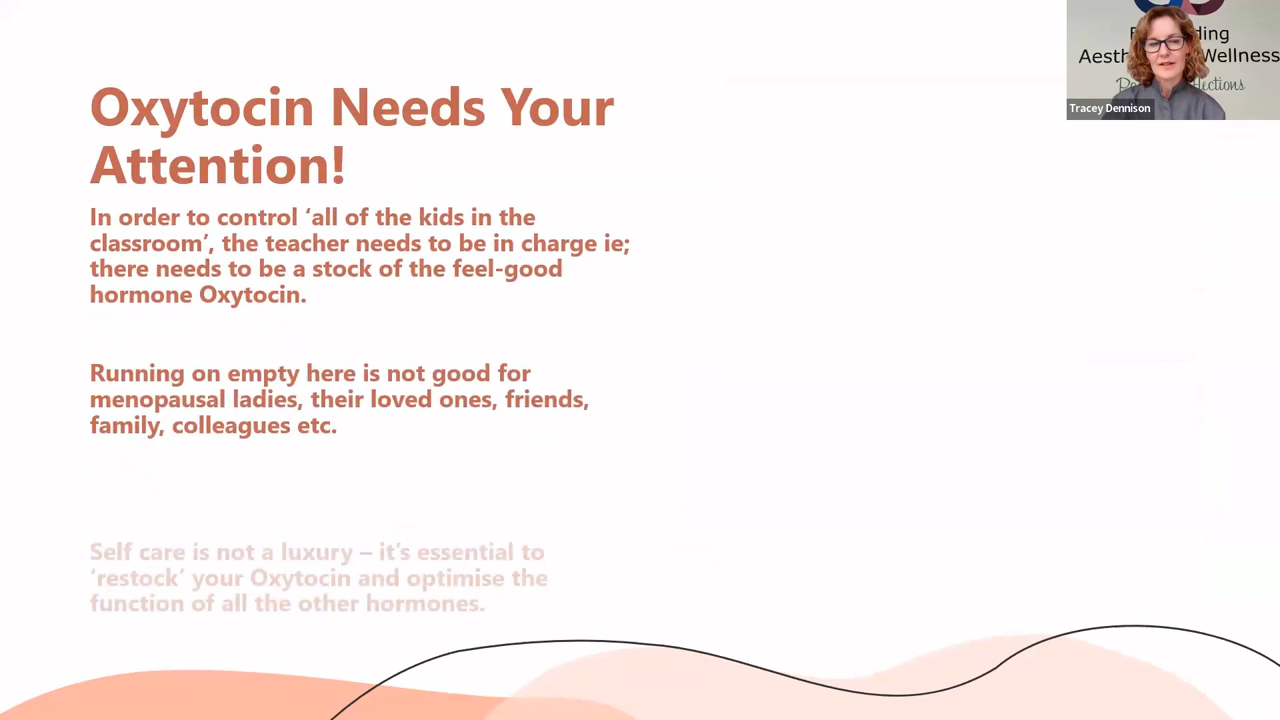 Oxytocin Needs Your
Attention!
In order to control ‘all of the kids in the
classroom’, the teacher needs to be in charge ie;
there needs to be a stock of the feel-good
hormone Oxytocin.
Running on empty here is not good for
menopausal ladies, their loved ones, friends,
family, colleagues etc.
Self care is not a luxury – it’s essential to
‘restock’ your Oxytocin and optimise the
function of all the other hormones.
Wellness
Tracey Dennison